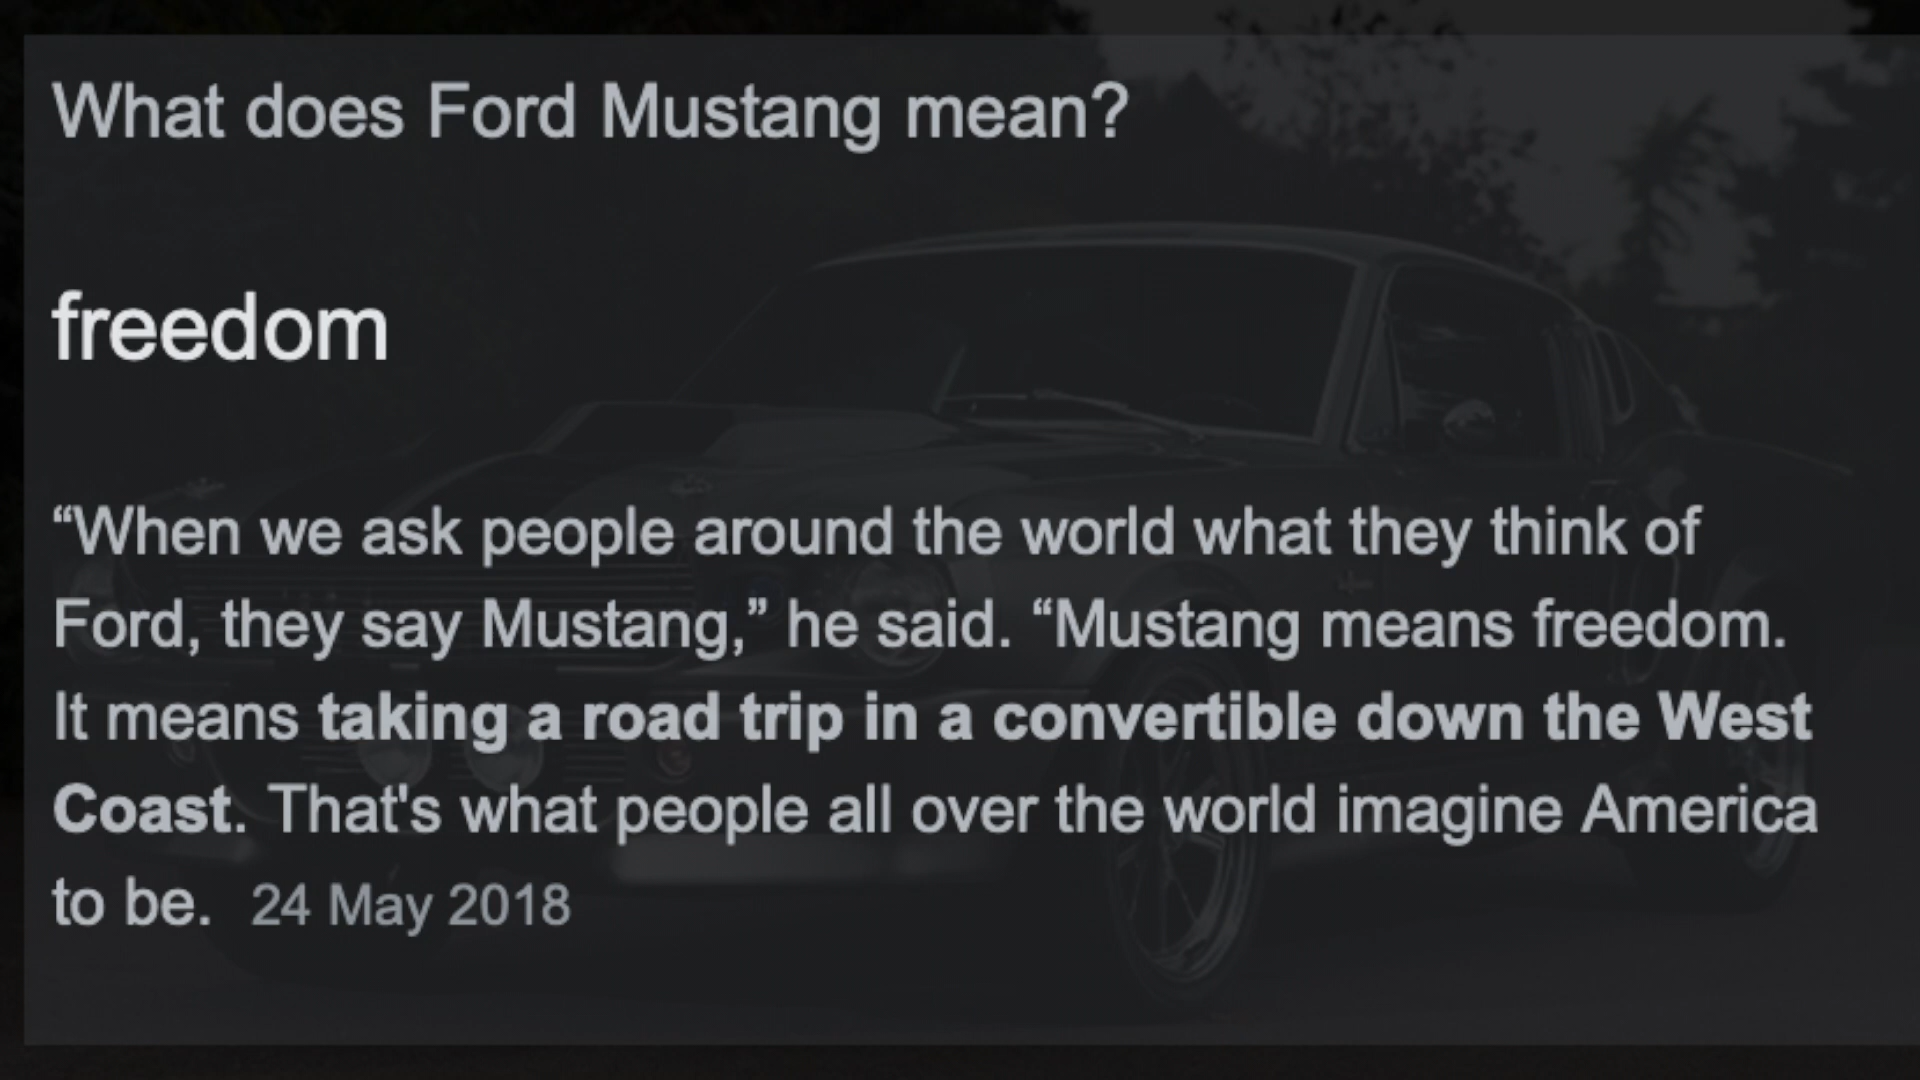 What does Ford Mustang mean?
freedom
“When we ask people around the world what they think of
Ford, they say Mustang,” he said. “Mustang means freedom.
It means taking a road trip in a convertible down the West
Coast. That's what people all over the world imagine America
to be. 24 May 2018